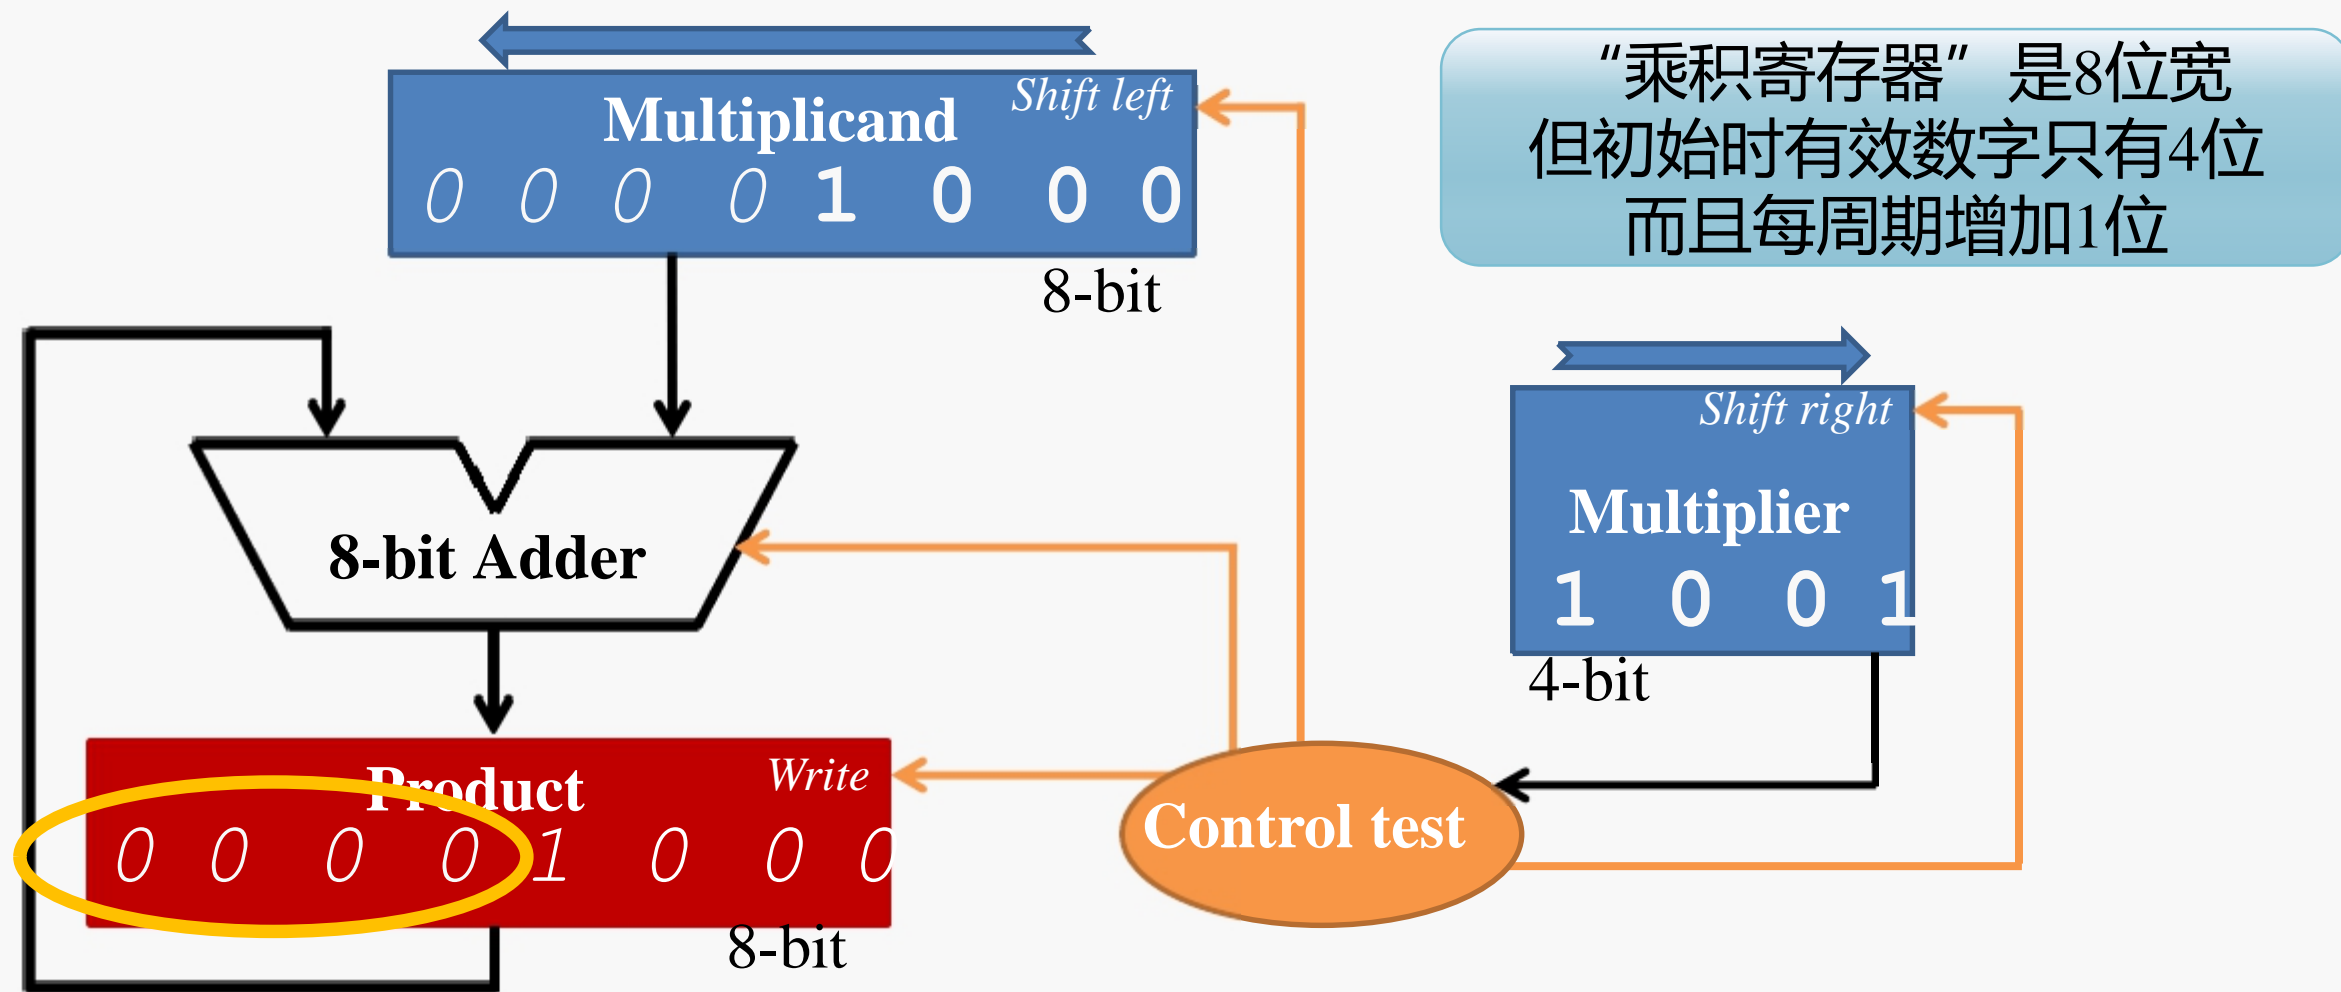 “乘积寄存器”是8位宽
但初始时有效数字只有4位
而且每周期增加1位
Shift left
Multiplicand
0 0 0 0 1 0 0 0
8-bit
Shift right
Multiplier
1 0 0 1
4-bit
8-bit Adder
Product
Write
0 0 0 0 1 0 0 0
8-bit
Control test